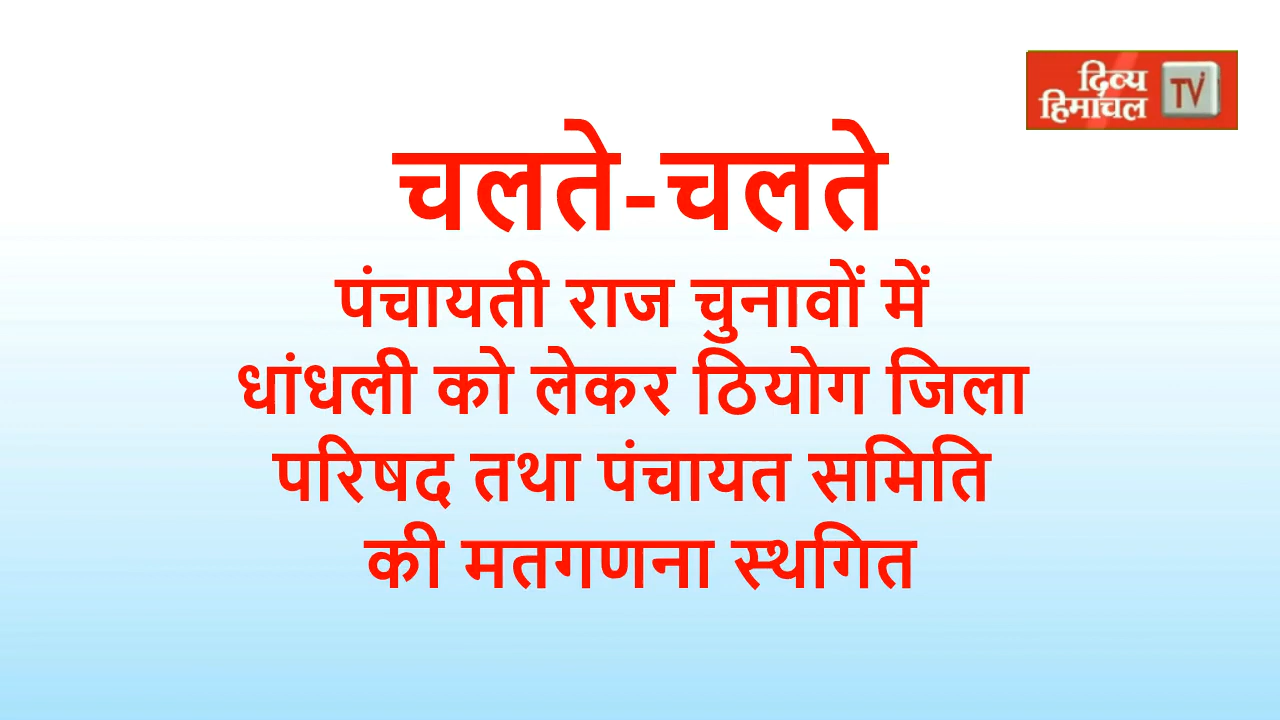 दिव्य
हिमाचल TV
चलते-चलते
पंचायती राज चुनावों में
धांधली को लेकर ठियोग जिला
परिषद तथा पंचायत समिति
की मतगणना स्थगित